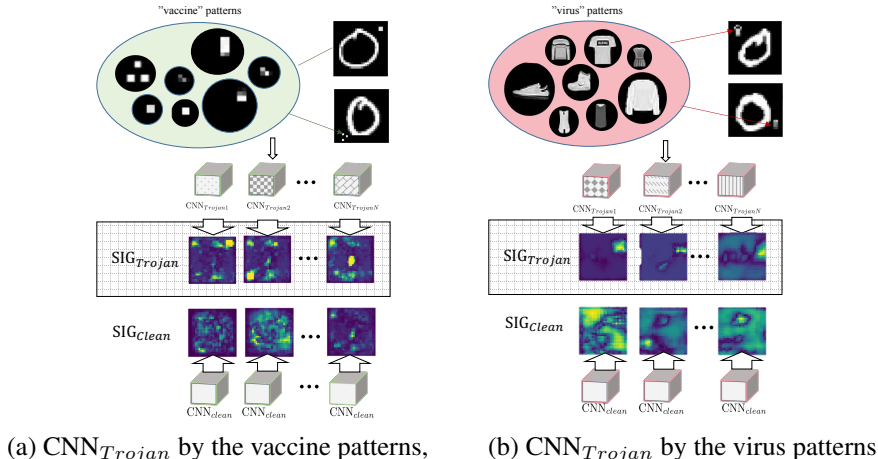 "vaccine" patterns
CNN_Trojan1 CNN_Trojan2 ••• CNN_TrojanN
SIG_Trojan •••
SIG_Clean •••
CNN_clean CNN_clean ••• CNN_clean
(a) CNN_Trojan by the vaccine patterns,
"virus" patterns
CNN_Trojan1 CNN_Trojan2 ••• CNN_TrojanN
SIG_Trojan •••
SIG_Clean •••
CNN_clean CNN_clean CNN_clean
(b) CNN_Trojan by the virus patterns